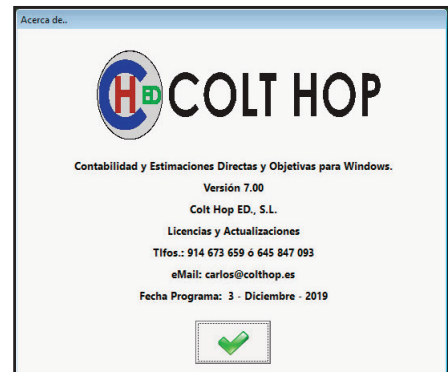 Acerca de..
CHED COLT HOP
Contabilidad y Estimaciones Directas y Objetivas para Windows.
Versión 7.00
Colt Hop ED., S.L.
Licencias y Actualizaciones
Tlfos.: 914 673 659 ó 645 847 093
eMail: carlos@colthop.es
Fecha Programa: 3 - Diciembre - 2019